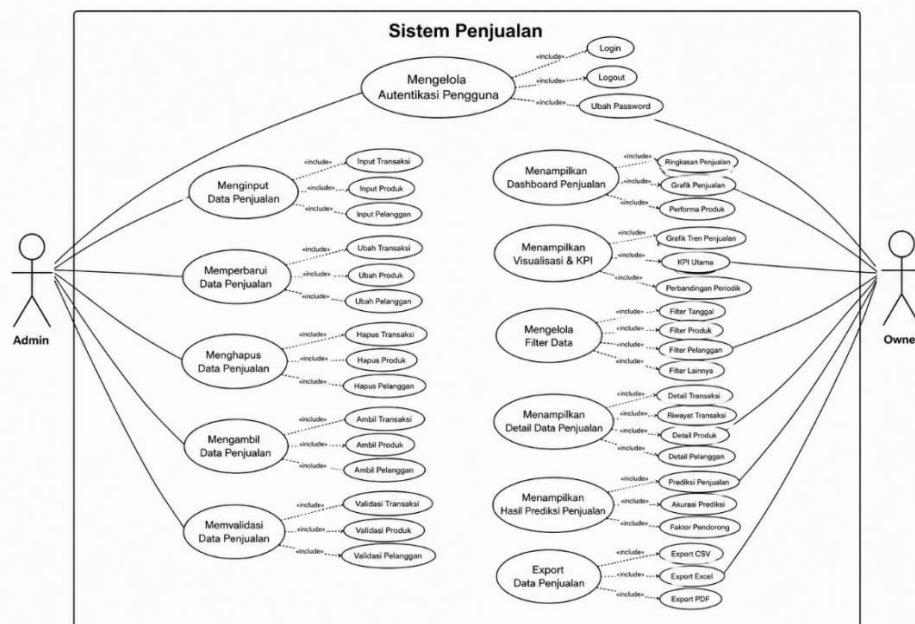 Sistem Penjualan
Mengelola
Autentikasi Pengguna
«include»
Login
«include»
Logout
«include»
Ubah Password
Menginput
Data Penjualan
«include»
Input Transaksi
«include»
Input Produk
«include»
Input Pelanggan
Memperbarui
Data Penjualan
«include»
Ubah Transaksi
«include»
Ubah Produk
«include»
Ubah Pelanggan
Menghapus
Data Penjualan
«include»
Hapus Transaksi
«include»
Hapus Produk
«include»
Hapus Pelanggan
Mengambil
Data Penjualan
«include»
Ambil Transaksi
«include»
Ambil Produk
«include»
Ambil Pelanggan
Memvalidasi
Data Penjualan
«include»
Validasi Transaksi
«include»
Validasi Produk
«include»
Validasi Pelanggan
Menampilkan
Dashboard Penjualan
«include»
Ringkasan Penjualan
«include»
Grafik Penjualan
«include»
Performa Produk
Menampilkan
Visualisasi & KPI
«include»
Grafik Tren Penjualan
«include»
KPI Utama
«include»
Perbandingan Periodik
Mengelola
Filter Data
«include»
Filter Tanggal
«include»
Filter Produk
«include»
Filter Pelanggan
«include»
Filter Lainnya
Menampilkan
Detail Data Penjualan
«include»
Detail Transaksi
«include»
Riwayat Transaksi
«include»
Detail Produk
«include»
Detail Pelanggan
Menampilkan
Hasil Prediksi Penjualan
«include»
Prediksi Penjualan
«include»
Akurasi Prediksi
«include»
Faktor Pendorong
Export
Data Penjualan
«include»
Export CSV
«include»
Export Excel
«include»
Export PDF
Admin
Owne